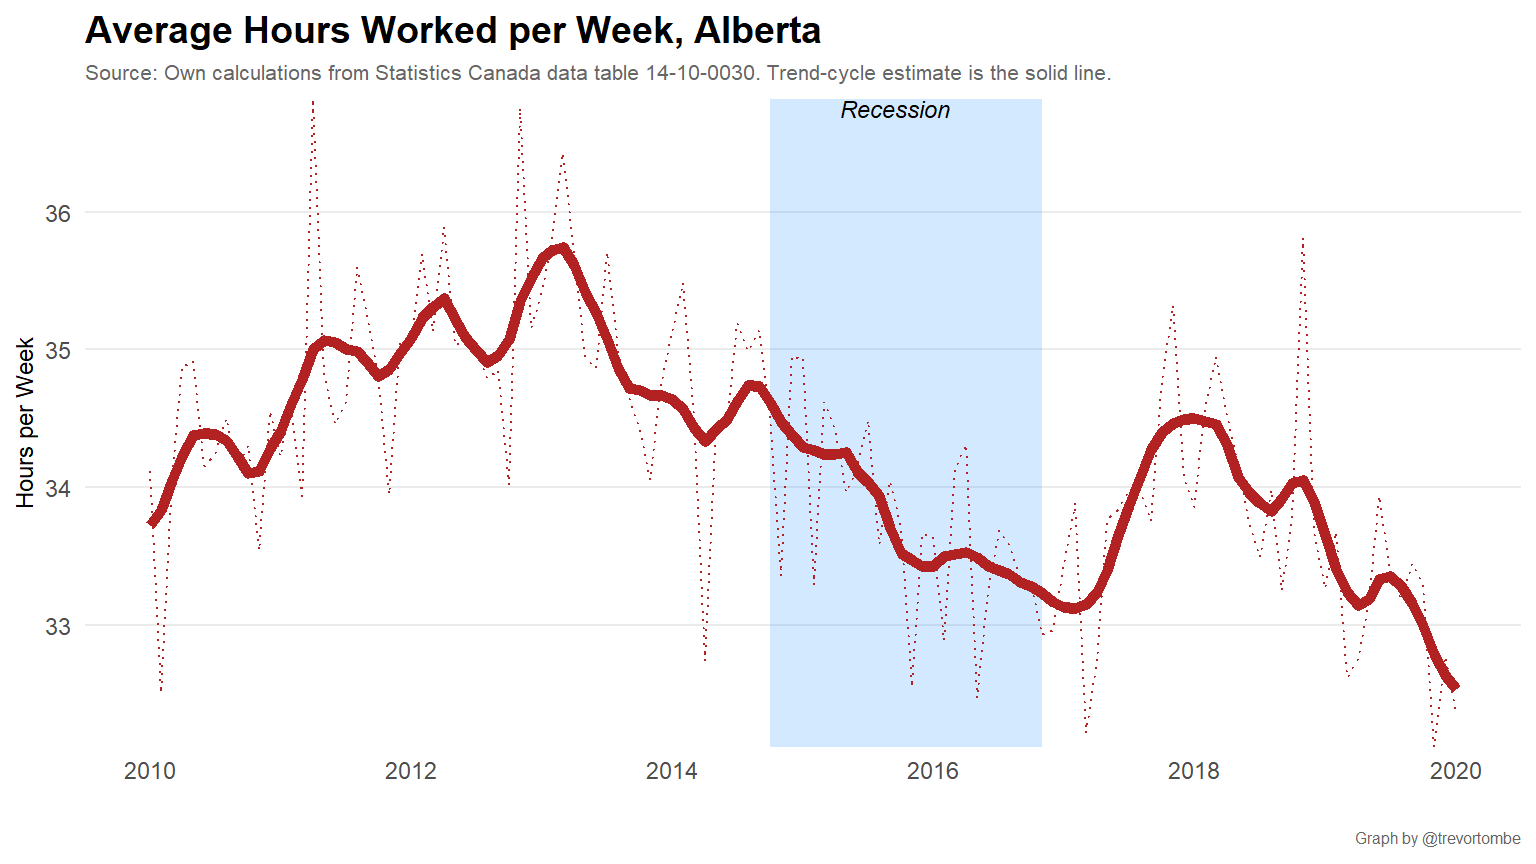 Average Hours Worked per Week, Alberta
Source: Own calculations from Statistics Canada data table 14-10-0030. Trend-cycle estimate is the solid line.
Recession
36
35
34
33
Hours per Week
2010 2012 2014 2016 2018 2020
Graph by @trevortombe